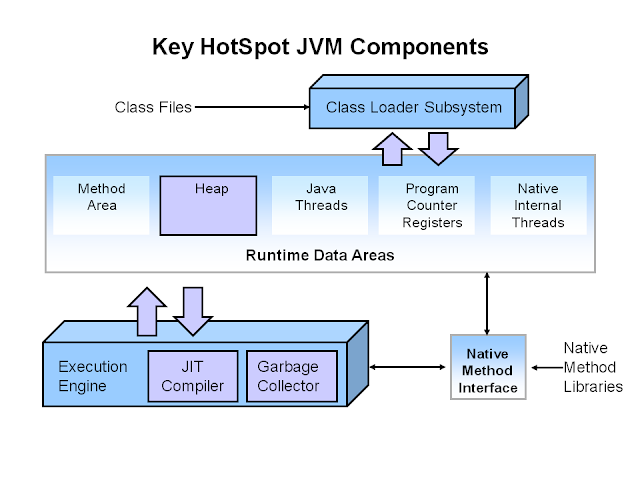 Key HotSpot JVM Components
Class Files
Class Loader Subsystem
Method
Area
Heap
Java
Threads
Program
Counter
Registers
Native
Internal
Threads
Runtime Data Areas
Execution
Engine
JIT
Compiler
Garbage
Collector
Native
Method
Interface
Native
Method
Libraries